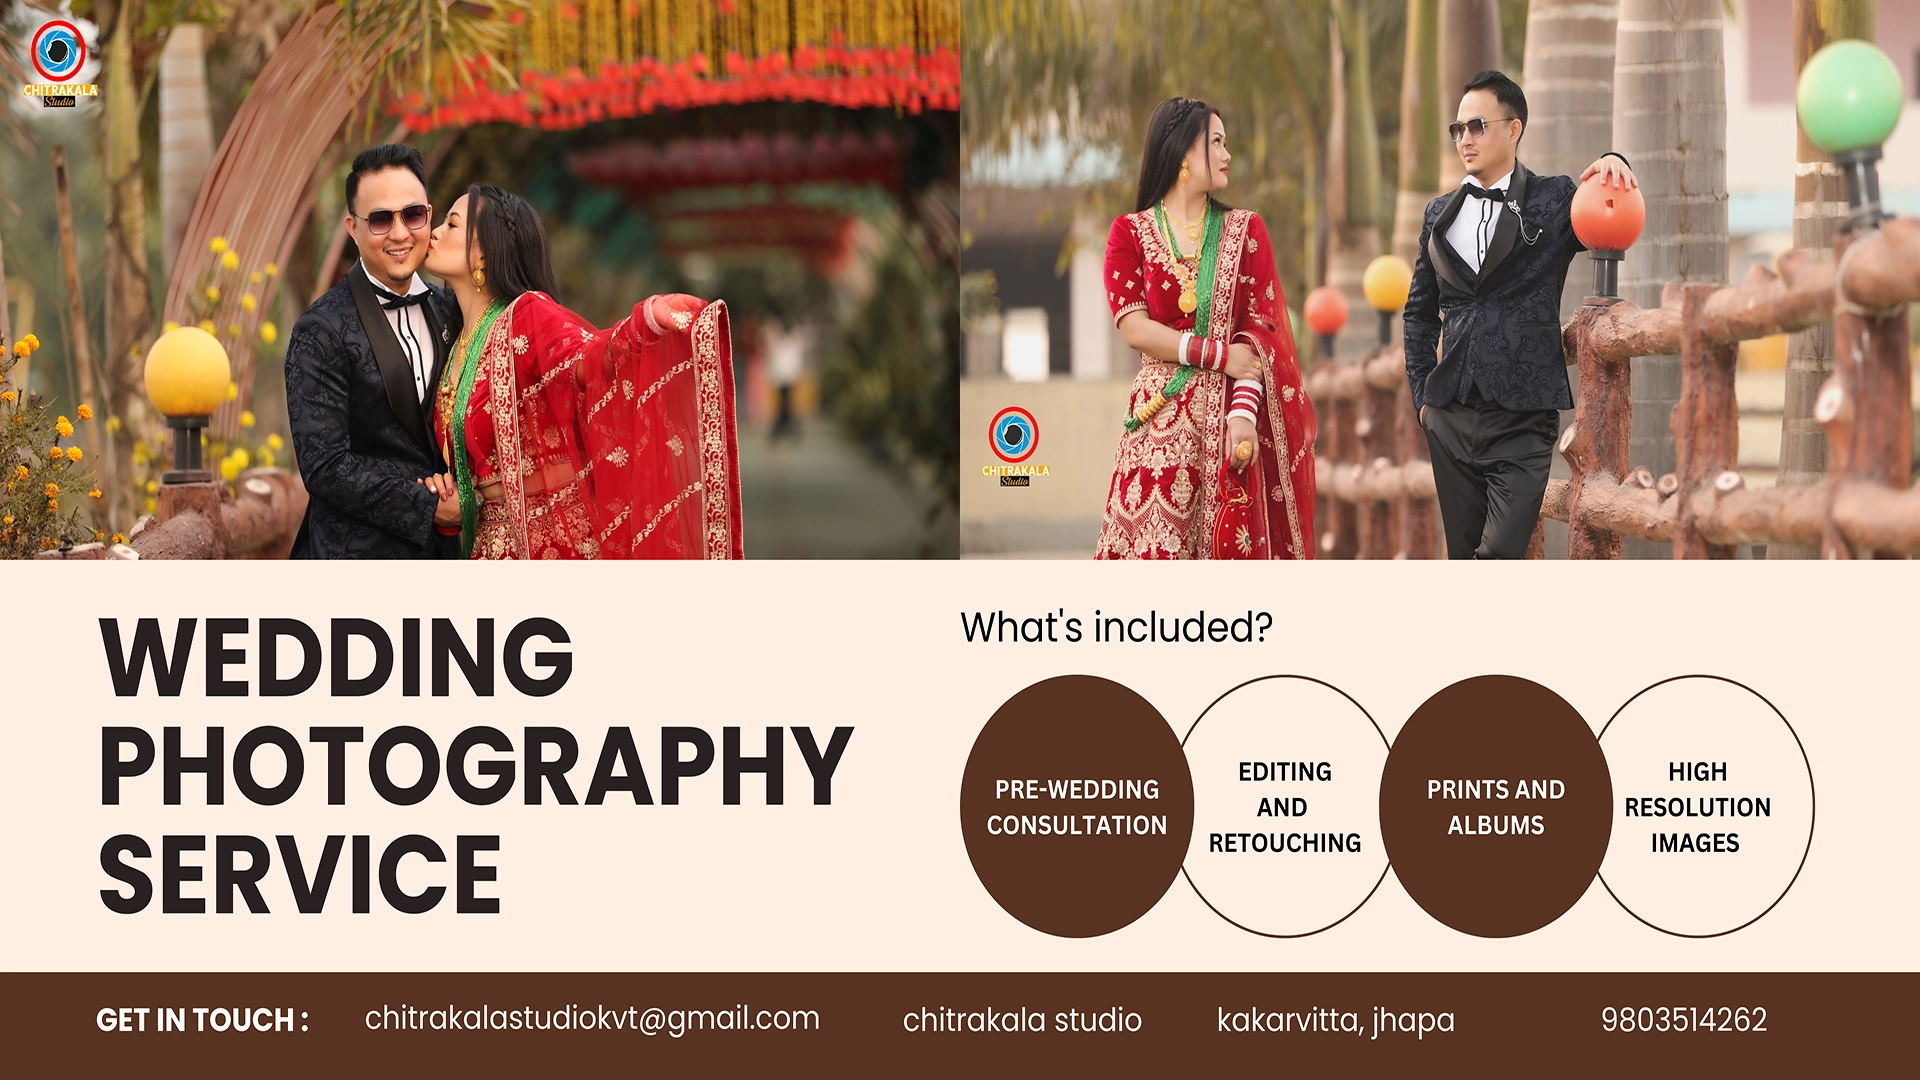 CHITRAKALA
Studio
CHITRAKALA
Studio
WEDDING
PHOTOGRAPHY
SERVICE
What's included?
PRE-WEDDING
CONSULTATION
EDITING
AND
RETOUCHING
PRINTS AND
ALBUMS
HIGH
RESOLUTION
IMAGES
GET IN TOUCH :
chitrakalastudiokvt@gmail.com
chitrakala studio
kakarvitta, jhapa
9803514262